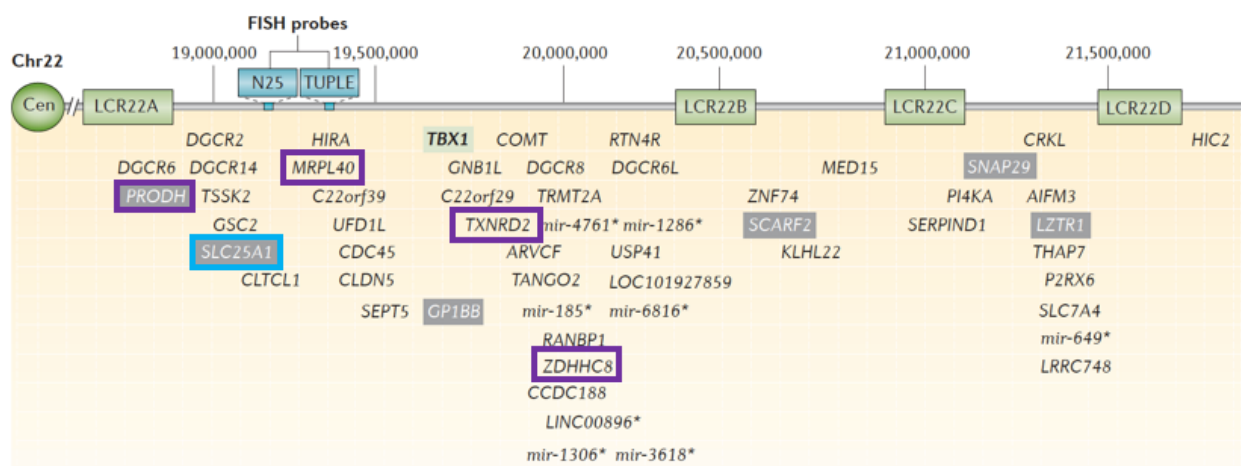 FISH probes
19,000,000 19,500,000 20,000,000 20,500,000 21,000,000 21,500,000
Chr22
N25 TUPLE
Cen LCR22A LCR22B LCR22C LCR22D
DGCR2 HIRA TBX1 COMT RTN4R CRKL HIC2
DGCR6 DGCR14 MRPL40 GNB1L DGCR8 DGCR6L MED15 SNAP29
PRODH TSSK2 C22orf39 C22orf29 TRMT2A ZNF74 PI4KA AIFM3
GSC2 UFD1L TXNRD2 mir-4761* mir-1286* SCARF2 SERPIND1 LZTR1
SLC25A1 CDC45 ARVCF USP41 KLHL22 THAP7
CLTCL1 CLDN5 TANGO2 LOC101927859 P2RX6
SEPT5 GP1BB mir-185* mir-6816* SLC7A4
RANBP1 mir-649*
ZDHHC8 LRRC748
CCDC188
LINC00896*
mir-1306* mir-3618*